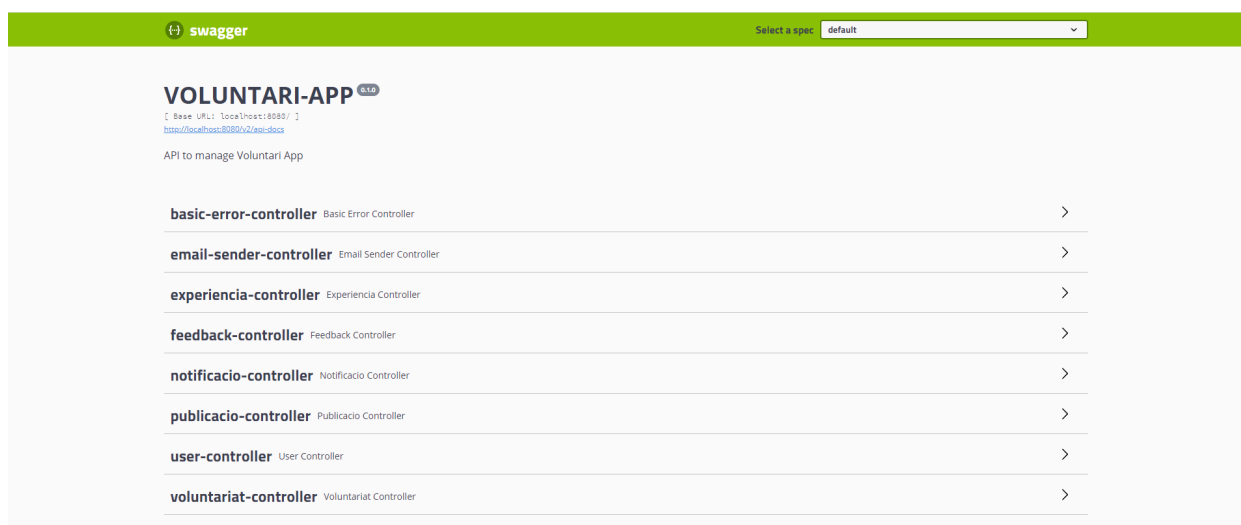 {···} swagger
Select a spec default
VOLUNTARI-APP 0.1.0
[ Base URL: localhost:8080/ ]
http://localhost:8080/v2/api-docs
API to manage Voluntari App
basic-error-controller Basic Error Controller
email-sender-controller Email Sender Controller
experiencia-controller Experiencia Controller
feedback-controller Feedback Controller
notificacio-controller Notificacio Controller
publicacio-controller Publicacio Controller
user-controller User Controller
voluntariat-controller Voluntariat Controller